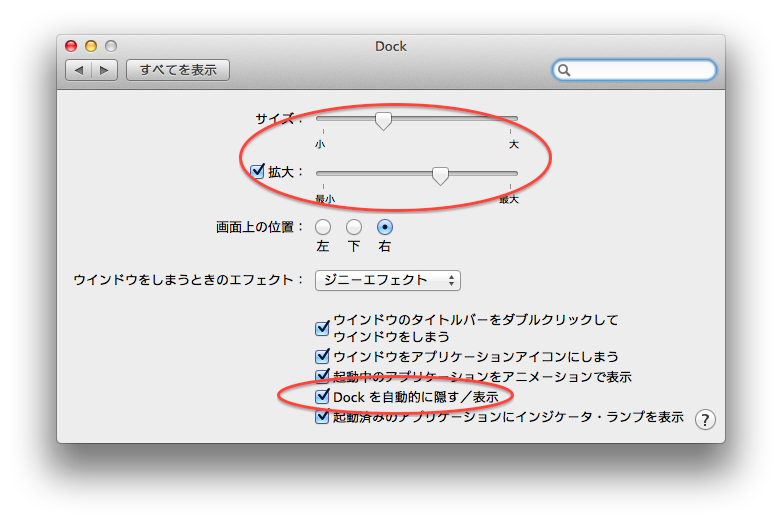 Dock
すべてを表示
サイズ：
小
大
拡大：
最小
最大
画面上の位置：
左
下
右
ウインドウをしまうときのエフェクト：
ジニーエフェクト
ウインドウのタイトルバーをダブルクリックして
ウインドウをしまう
ウインドウをアプリケーションアイコンにしまう
起動中のアプリケーションをアニメーションで表示
Dock を自動的に隠す／表示
起動済みのアプリケーションにインジケータ・ランプを表示
?